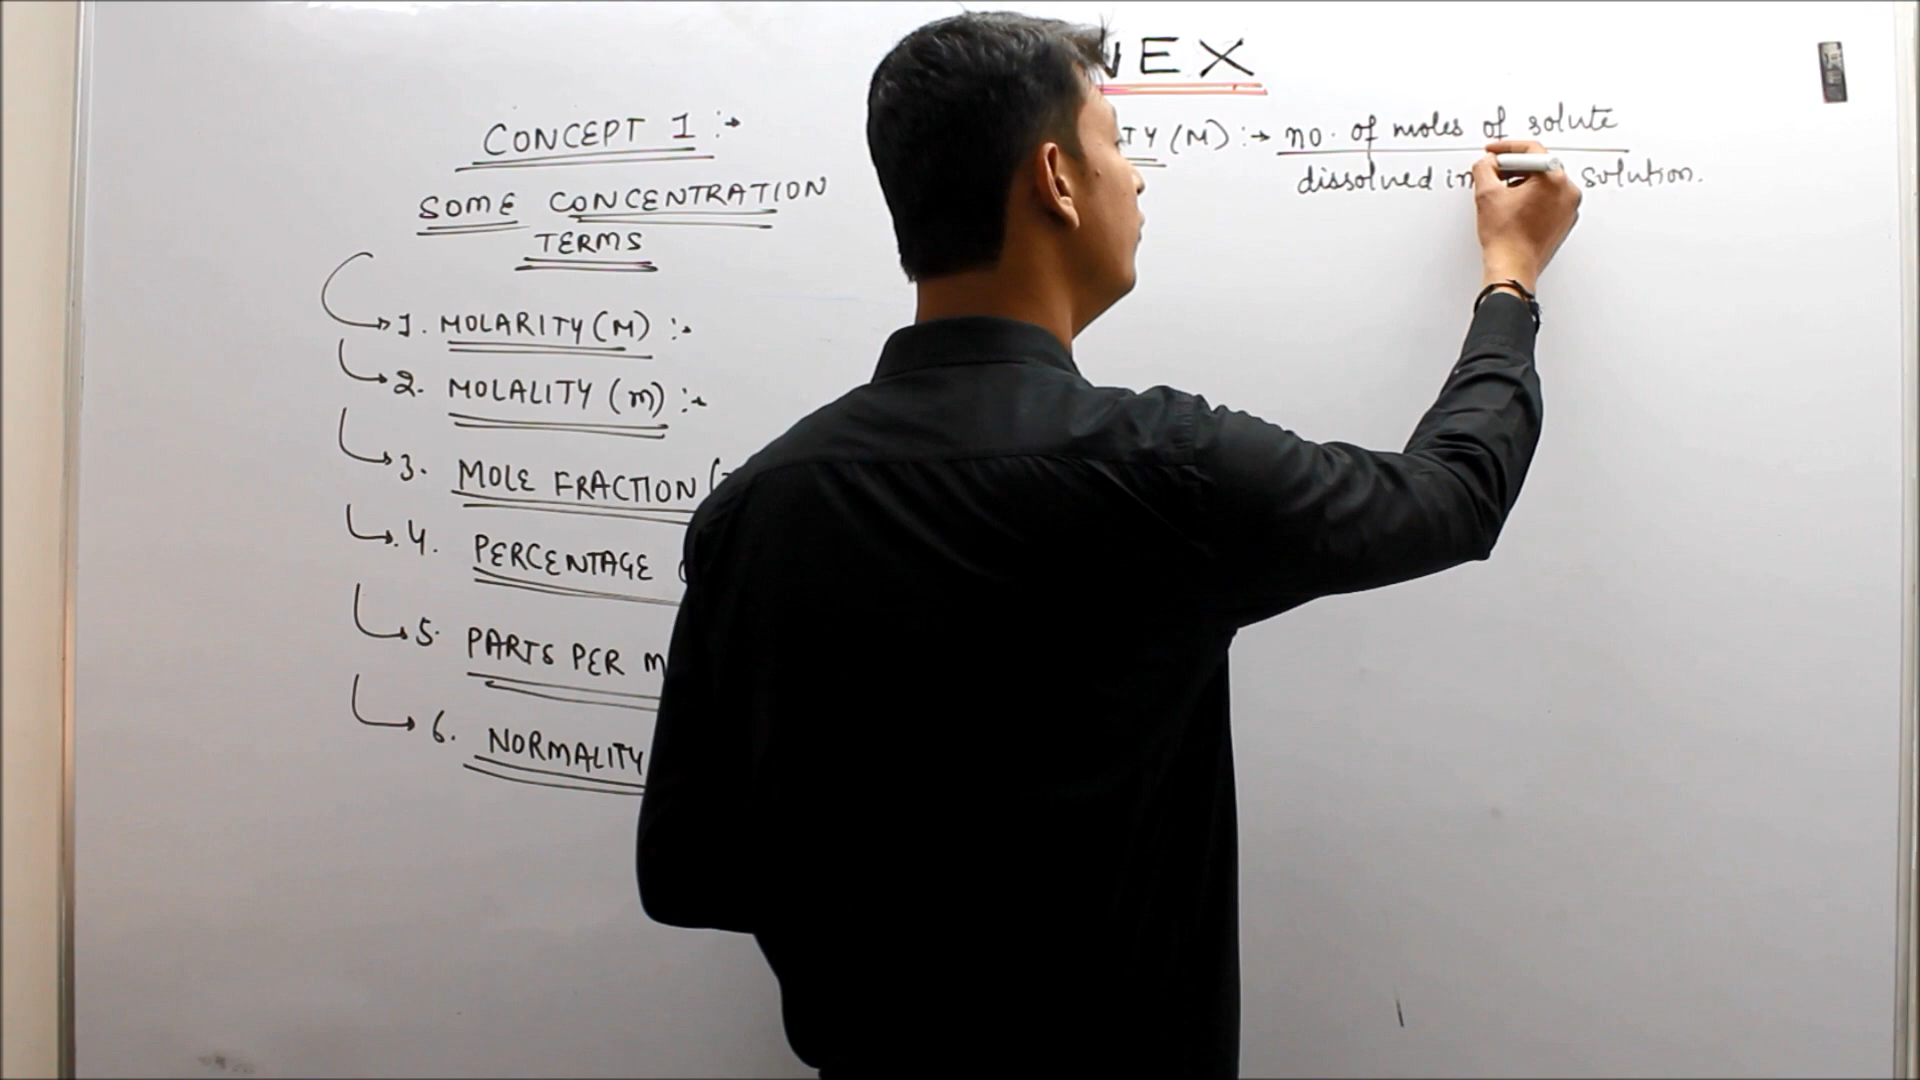 NEX
CONCEPT 1 :→
SOME CONCENTRATION
TERMS
1. MOLARITY (M) :→
2. MOLALITY (m) :→
3. MOLE FRACTION (
4. PERCENTAGE (
5. PARTS PER M
6. NORMALITY
TY (M) :→ no. of moles of solute
dissolved in solution.